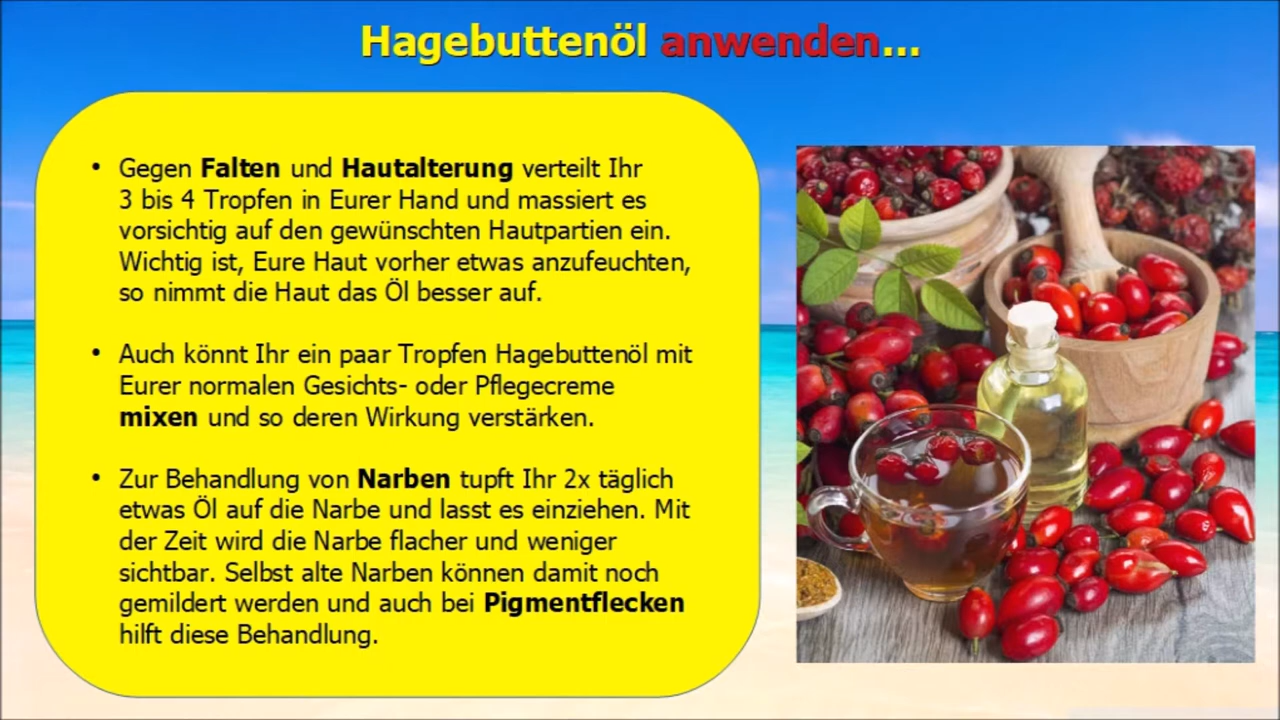 Hagebuttenöl anwenden...
• Gegen Falten und Hautalterung verteilt Ihr
3 bis 4 Tropfen in Eurer Hand und massiert es
vorsichtig auf den gewünschten Hautpartien ein.
Wichtig ist, Eure Haut vorher etwas anzufeuchten,
so nimmt die Haut das Öl besser auf.
• Auch könnt Ihr ein paar Tropfen Hagebuttenöl mit
Eurer normalen Gesichts- oder Pflegecreme
mixen und so deren Wirkung verstärken.
• Zur Behandlung von Narben tupft Ihr 2x täglich
etwas Öl auf die Narbe und lasst es einziehen. Mit
der Zeit wird die Narbe flacher und weniger
sichtbar. Selbst alte Narben können damit noch
gemildert werden und auch bei Pigmentflecken
hilft diese Behandlung.